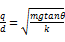 q/d = √(mgtanθ/k)